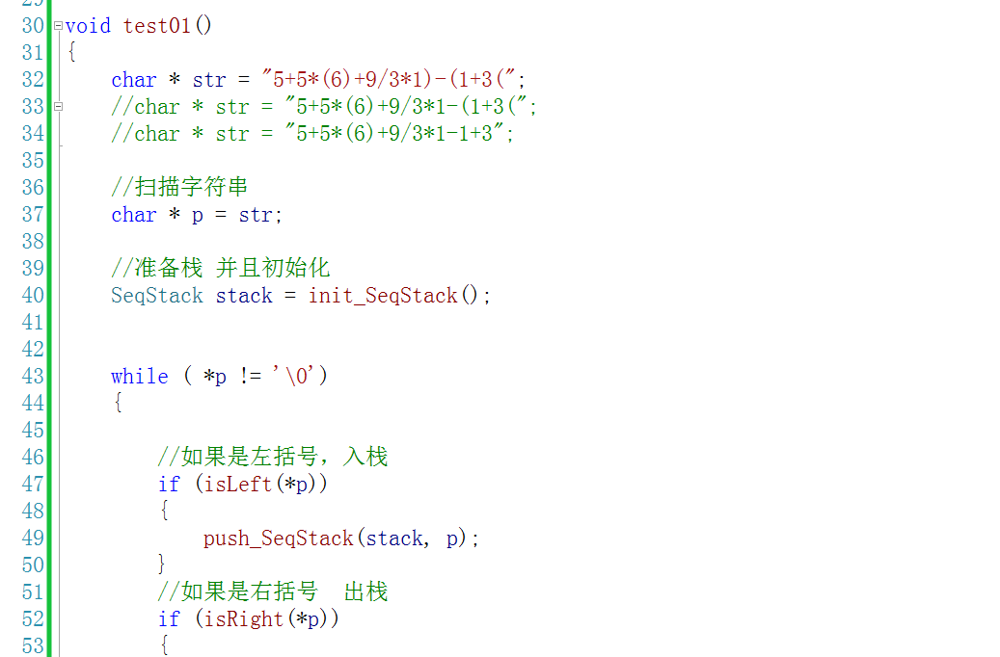 29
30 void test01()
31 {
32 char * str = "5+5*(6)+9/3*1)-(1+3(";
33 //char * str = "5+5*(6)+9/3*1-(1+3(";
34 //char * str = "5+5*(6)+9/3*1-1+3";
35
36 //扫描字符串
37 char * p = str;
38
39 //准备栈 并且初始化
40 SeqStack stack = init_SeqStack();
41
42
43 while ( *p != '\0')
44 {
45
46 //如果是左括号，入栈
47 if (isLeft(*p))
48 {
49 push_SeqStack(stack, p);
50 }
51 //如果是右括号  出栈
52 if (isRight(*p))
53 {